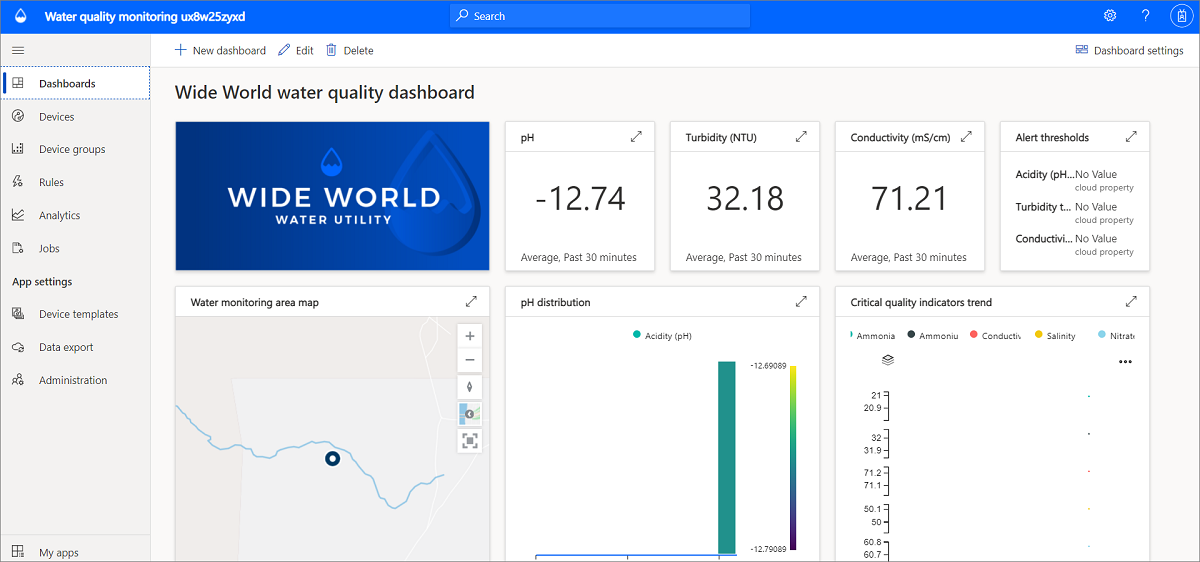 Water quality monitoring ux8w25zyxd
Search
?
New dashboard
Edit
Delete
Dashboard settings
Dashboards
Devices
Device groups
Rules
Analytics
Jobs
App settings
Device templates
Data export
Administration
My apps
Wide World water quality dashboard
WIDE WORLD
WATER UTILITY
pH
-12.74
Average, Past 30 minutes
Turbidity (NTU)
32.18
Average, Past 30 minutes
Conductivity (mS/cm)
71.21
Average, Past 30 minutes
Alert thresholds
Acidity (pH... No Value
cloud property
Turbidity t... No Value
cloud property
Conductivi... No Value
cloud property
Water monitoring area map
pH distribution
Acidity (pH)
-12.69089
-12.79089
Critical quality indicators trend
Ammonia
Ammoniu
Conductiv
Salinity
Nitrate
21
20.9
32
31.9
71.2
71.1
50.1
50
60.8
60.7